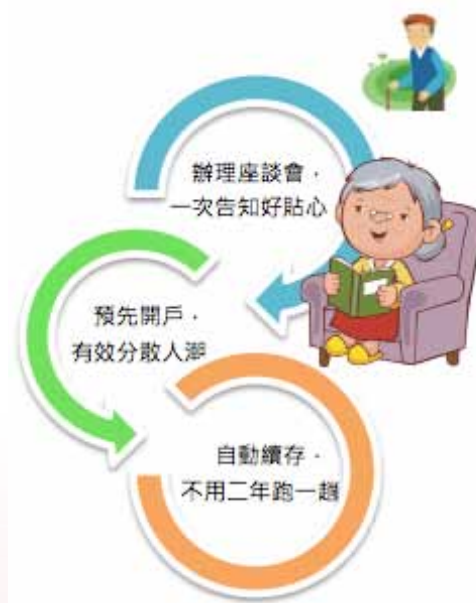 辦理座談會，
一次告知好貼心
預先開戶，
有效分散人潮
自動續存，
不用二年跑一趟